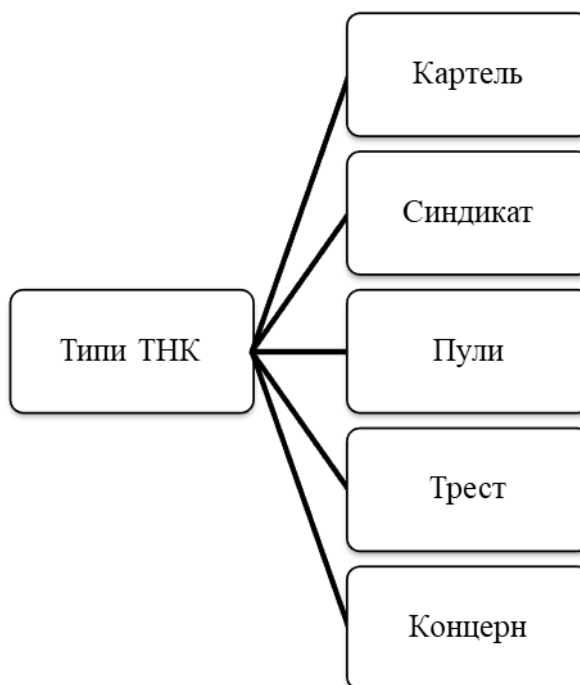 Картель
Синдикат
Типи ТНК
Пули
Трест
Концерн